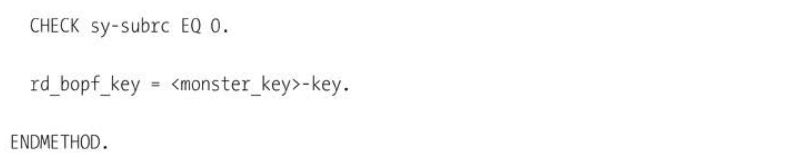 CHECK sy-subrc EQ 0.
rd_bopf_key = <monster_key>-key.
ENDMETHOD.